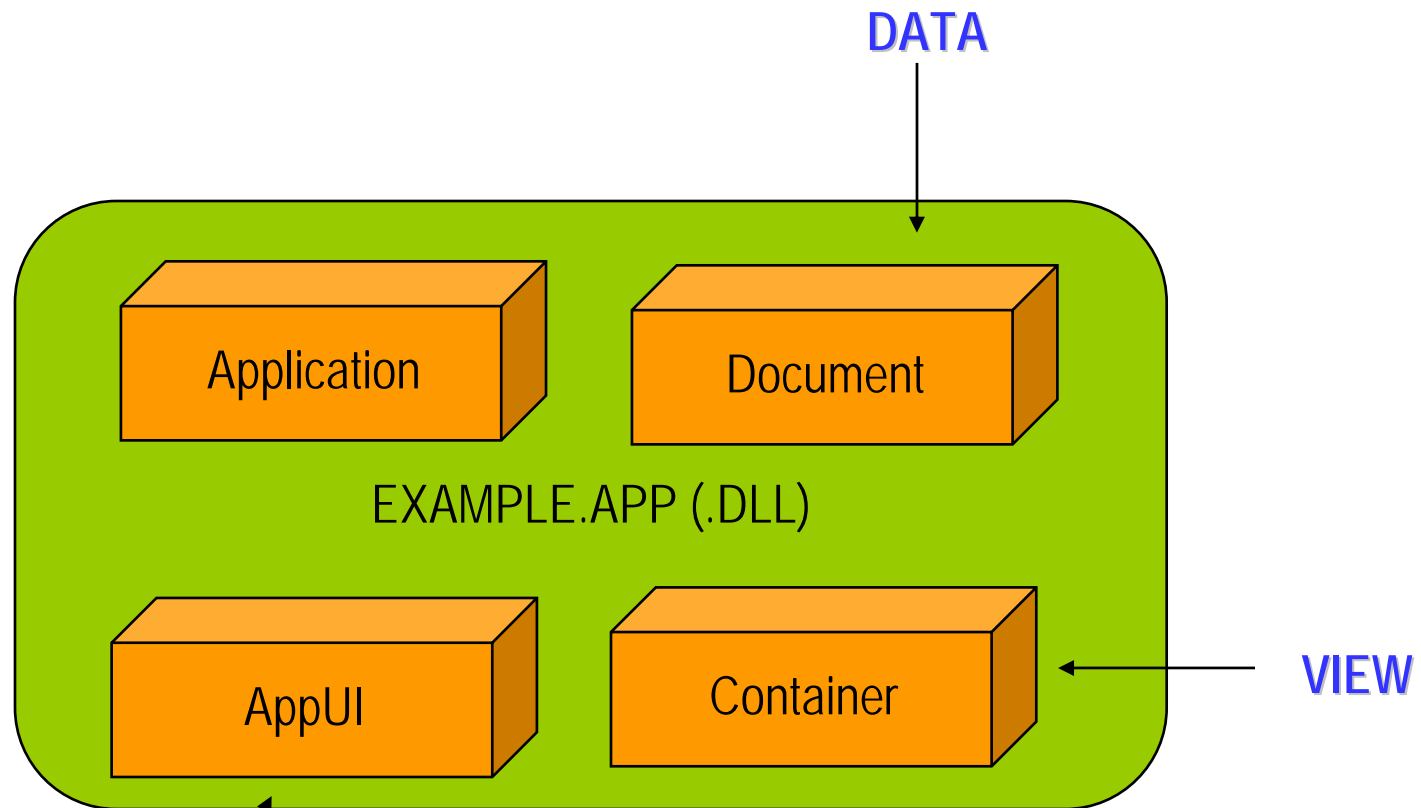 DATA
Application
Document
EXAMPLE.APP (.DLL)
AppUI
Container
VIEW